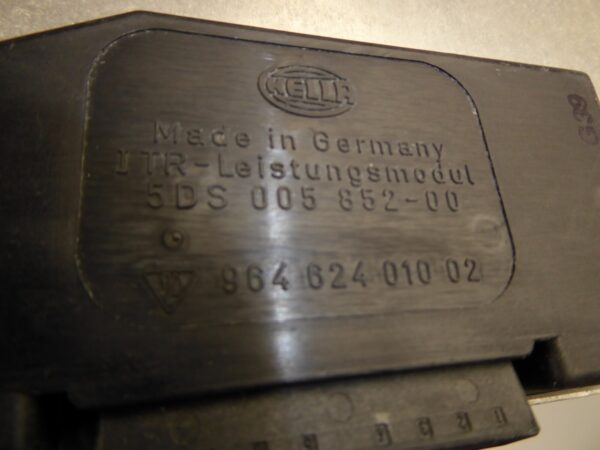 HELLA
Made in Germany
ITR-Leistungsmodul
5DS 005 852-00
964 624 010 02